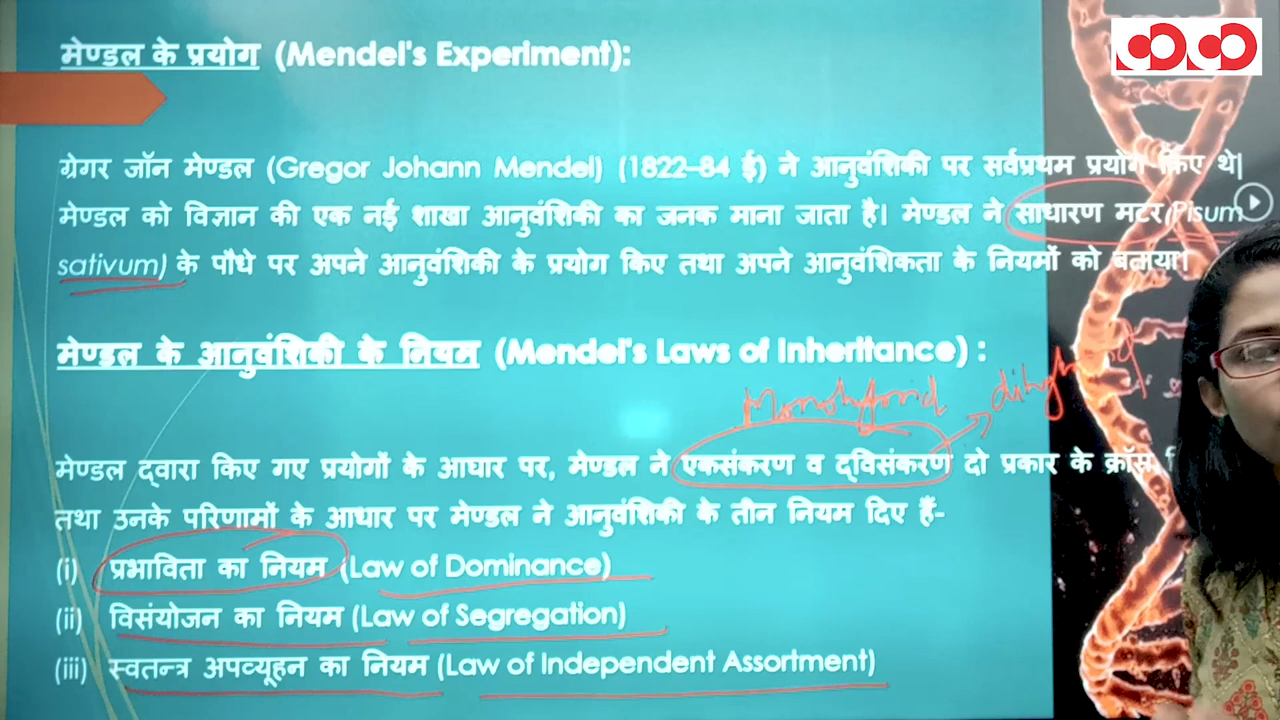 मेण्डल के प्रयोग (Mendel's Experiment):
ग्रेगर जॉन मेण्डल (Gregor Johann Mendel) (1822–84 ई) ने आनुवंशिकी पर सर्वप्रथम प्रयोग किए थे|
मेण्डल को विज्ञान की एक नई शाखा आनुवंशिकी का जनक माना जाता है। मेण्डल ने साधारण मटर(Pisum
sativum) के पौधे पर अपने आनुवंशिकी के प्रयोग किए तथा अपने आनुवंशिकता के नियमों को बताया|
मेण्डल के आनुवंशिकी के नियम (Mendel's Laws of Inheritance) :
मेण्डल द्वारा किए गए प्रयोगों के आधार पर, मेण्डल ने एकसंकरण व द्विसंकरण दो प्रकार के क्रॉस
तथा उनके परिणामों के आधार पर मेण्डल ने आनुवंशिकी के तीन नियम दिए हैं-
(i) प्रभाविता का नियम (Law of Dominance)
(ii) विसंयोजन का नियम (Law of Segregation)
(iii) स्वतन्त्र अपव्यूहन का नियम (Law of Independent Assortment)